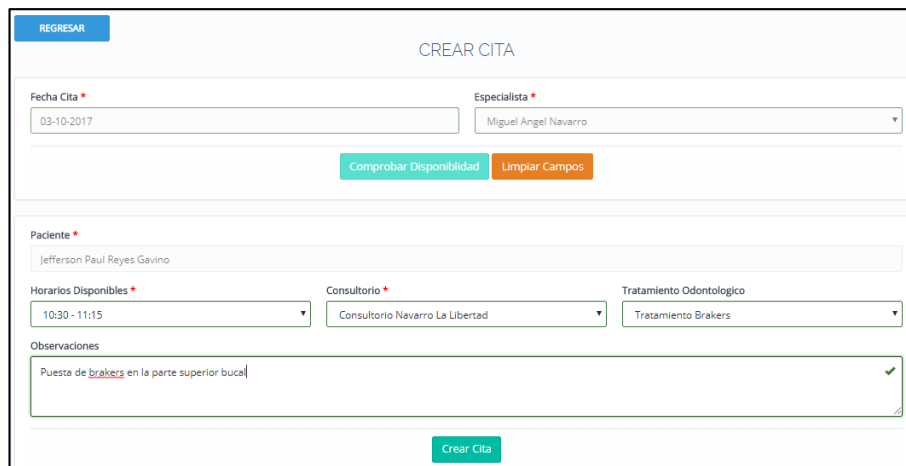 REGRESAR
CREAR CITA
Fecha Cita * Especialista *
03-10-2017 Miguel Angel Navarro
Comprobar Disponiblidad Limpiar Campos
Paciente *
Jefferson Paul Reyes Gavino
Horarios Disponibles * Consultorio * Tratamiento Odontologico
10:30 - 11:15 Consultorio Navarro La Libertad Tratamiento Brakers
Observaciones
Puesta de brakers en la parte superior bucal
Crear Cita